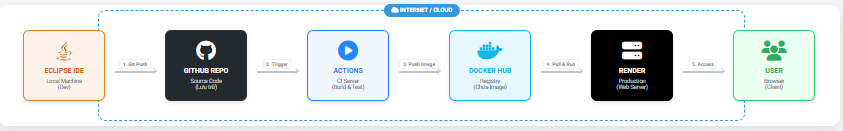 INTERNET / CLOUD
ECLIPSE IDE
Local Machine
(Dev)
1. Git Push
GITHUB REPO
Source Code
(Lưu trữ)
2. Trigger
ACTIONS
CI Server
(Build & Test)
3. Push Image
DOCKER HUB
Registry
(Chứa Image)
4. Pull & Run
RENDER
Production
(Web Server)
5. Access
USER
Browser
(Client)